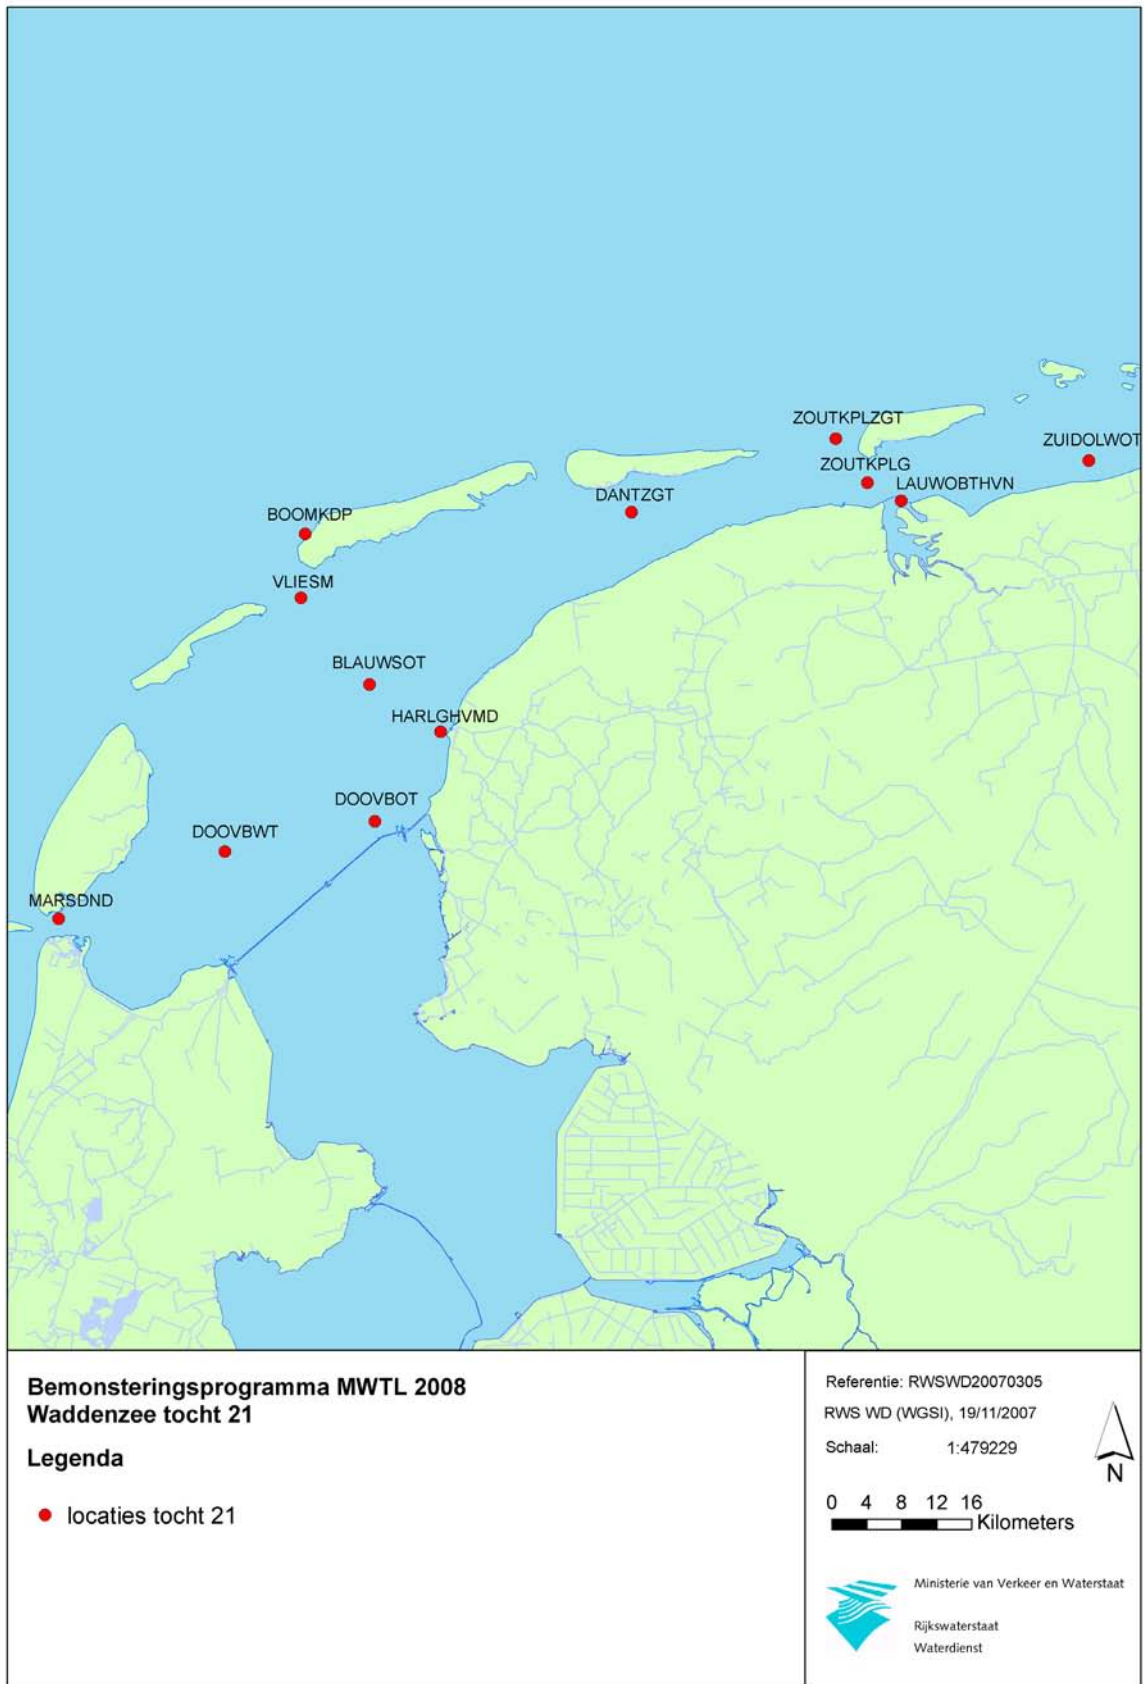 ZOUTKPLZGT
ZUIDOLWOT
ZOUTKPLG
LAUWOBTHVN
DANTZGT
BOOMKDP
VLIESM
BLAUWSOT
HARLGHVMD
DOOVBOT
DOOVBWT
MARSDND
Bemonsteringsprogramma MWTL 2008
Waddenzee tocht 21
Legenda
locaties tocht 21
Referentie: RWSWD20070305
RWS WD (WGSI), 19/11/2007
Schaal: 1:479229
N
0 4 8 12 16
Kilometers
Ministerie van Verkeer en Waterstaat
Rijkswaterstaat
Waterdienst